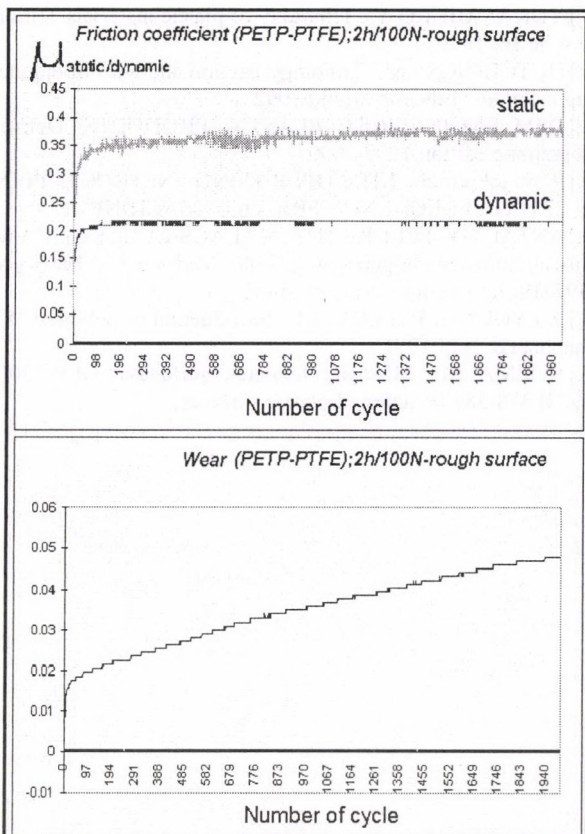 Friction coefficient (PETP-PTFE);2h/100N-rough surface
static/dynamic
0.45
0.4
static
0.35
0.3
dynamic
0.25
0.2
0.15
0.1
0.05
0
0 98 196 294 392 490 588 686 784 882 980 1078 1176 1274 1372 1470 1568 1666 1764 1862 1960
Number of cycle
Wear (PETP-PTFE);2h/100N-rough surface
0.06
0.05
0.04
0.03
0.02
0.01
0
-0.01
0 97 194 291 388 485 582 679 776 873 970 1067 1164 1261 1358 1455 1552 1649 1746 1843 1940
Number of cycle